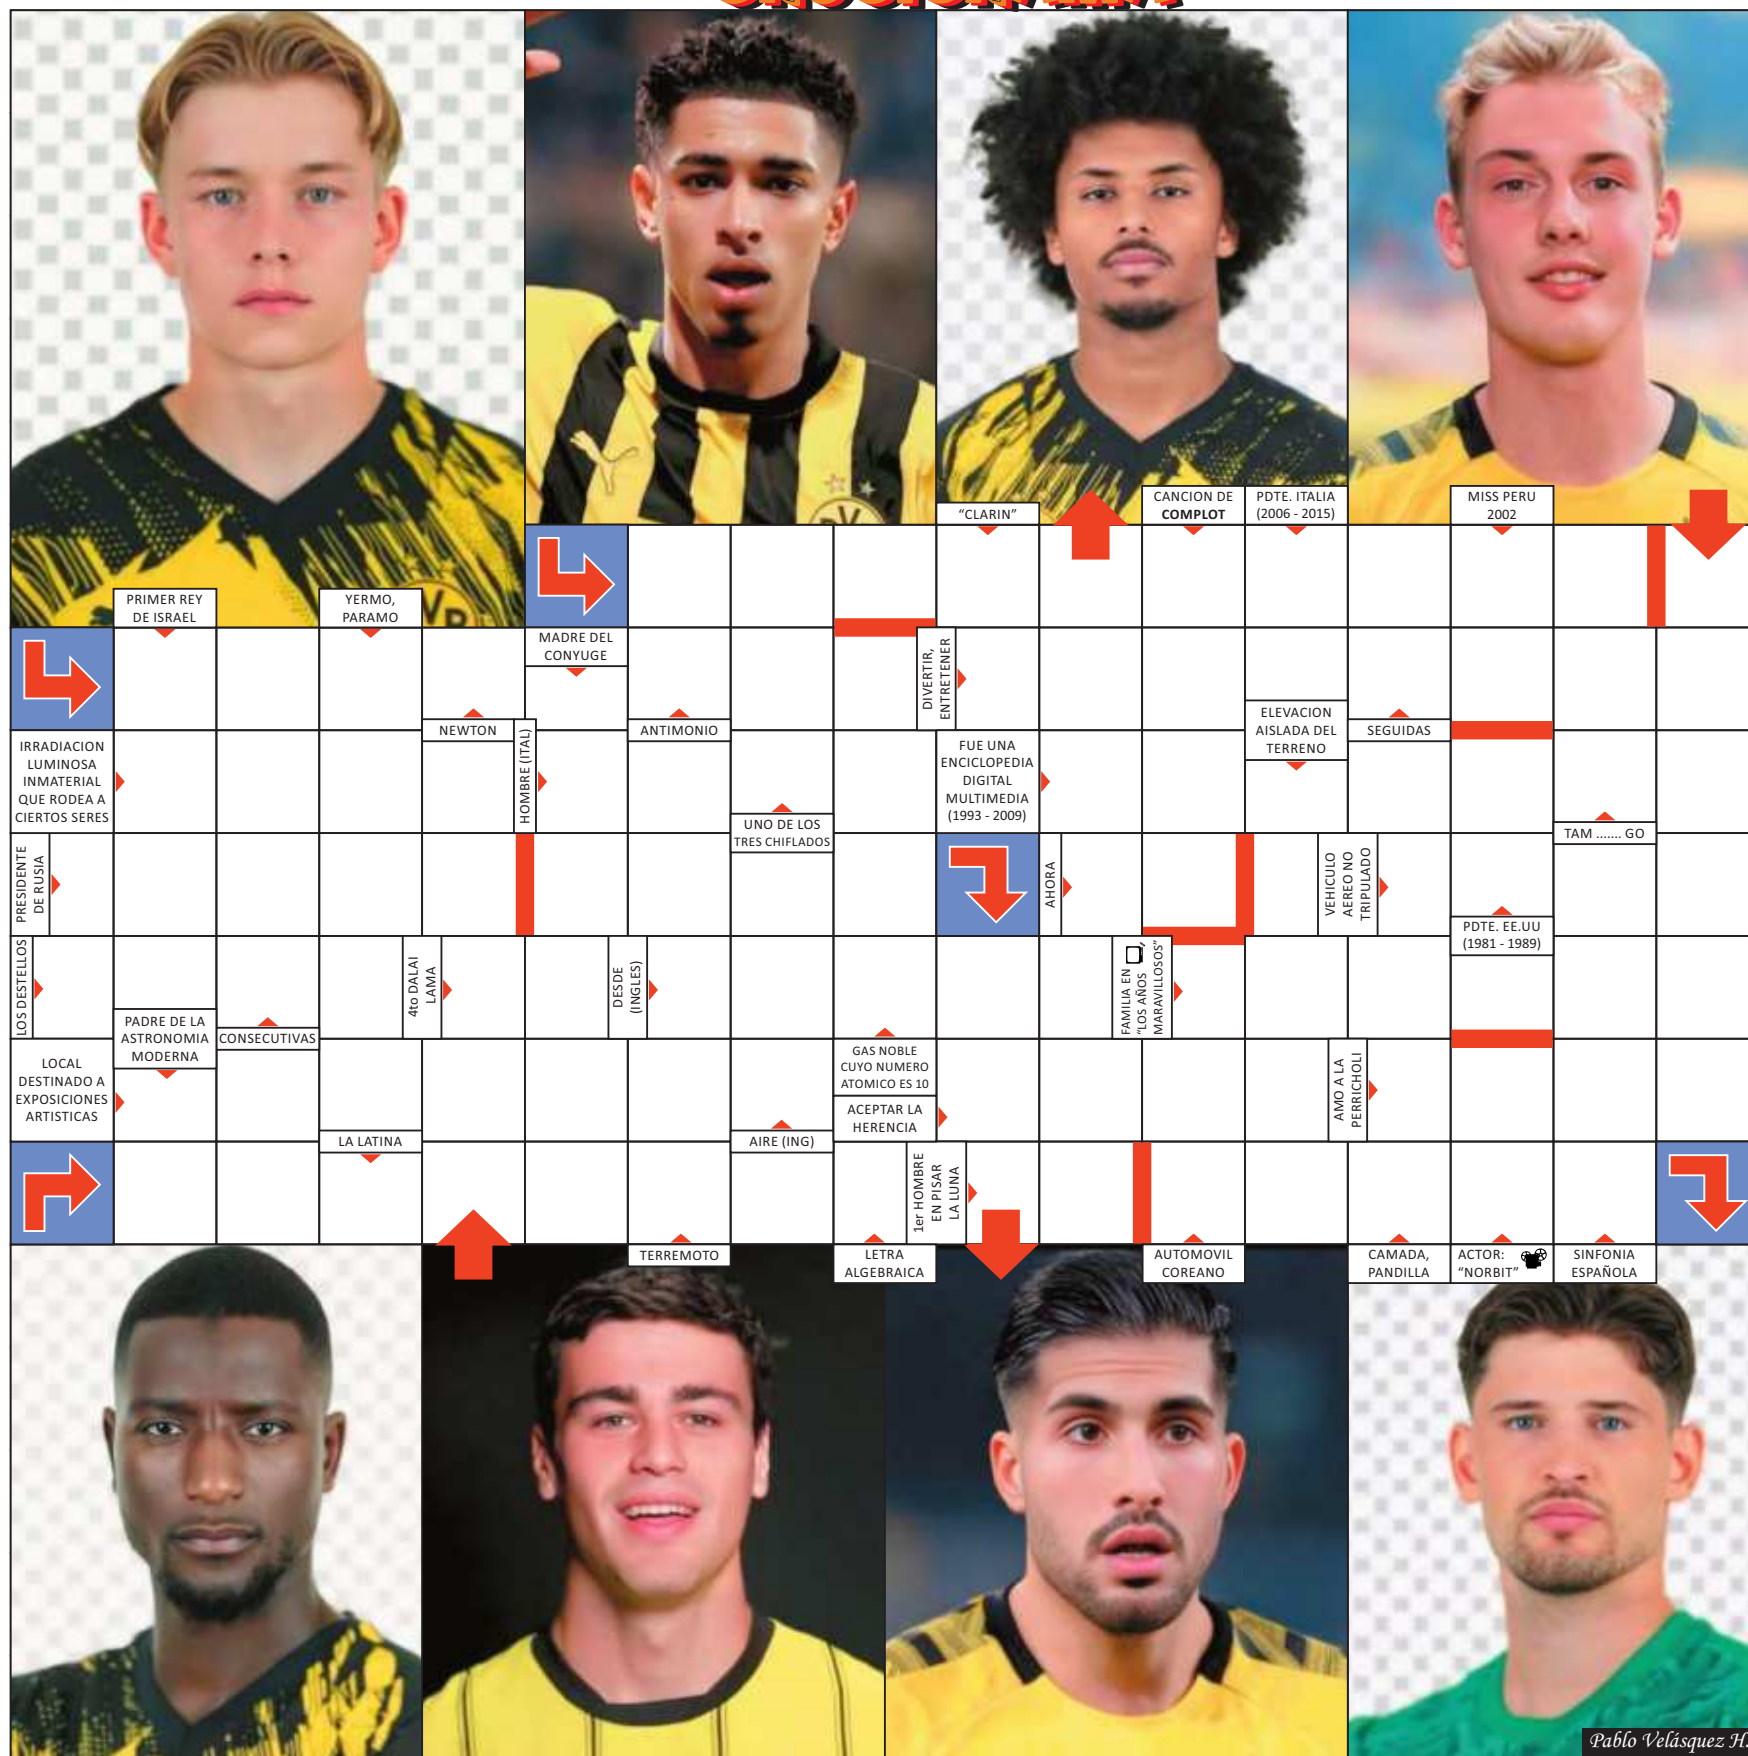 "CLARIN"
CANCION DE
COMPLOT
PDTE. ITALIA
(2006 - 2015)
MISS PERU
2002
PRIMER REY
DE ISRAEL
YERMO,
PARAMO
MADRE DEL
CONYUGE
DIVERTIR,
ENTRETENER
NEWTON
HOMBRE (ITAL)
ANTIMONIO
ELEVACION
AISLADA DEL
TERRENO
SEGUIDAS
IRRADIACION
LUMINOSA
INMATERIAL
QUE RODEA A
CIERTOS SERES
FUE UNA
ENCICLOPEDIA
DIGITAL
MULTIMEDIA
(1993 - 2009)
UNO DE LOS
TRES CHIFLADOS
TAM ....... GO
PRESIDENTE
DE RUSIA
AHORA
VEHICULO
AEREO NO
TRIPULADO
PDTE. EE.UU
(1981 - 1989)
LOS DESTELLOS
4to DALAI
LAMA
DESDE
(INGLES)
FAMILIA EN
"LOS AÑOS
MARAVILLOSOS"
PADRE DE LA
ASTRONOMIA
MODERNA
CONSECUTIVAS
LOCAL
DESTINADO A
EXPOSICIONES
ARTISTICAS
GAS NOBLE
CUYO NUMERO
ATOMICO ES 10
ACEPTAR LA
HERENCIA
AMO A LA
PERRICHOLI
LA LATINA
AIRE (ING)
1er HOMBRE
EN PISAR
LA LUNA
TERREMOTO
LETRA
ALGEBRAICA
AUTOMOVIL
COREANO
CAMADA,
PANDILLA
ACTOR:
"NORBIT"
SINFONIA
ESPAÑOLA
Pablo Velásquez H.